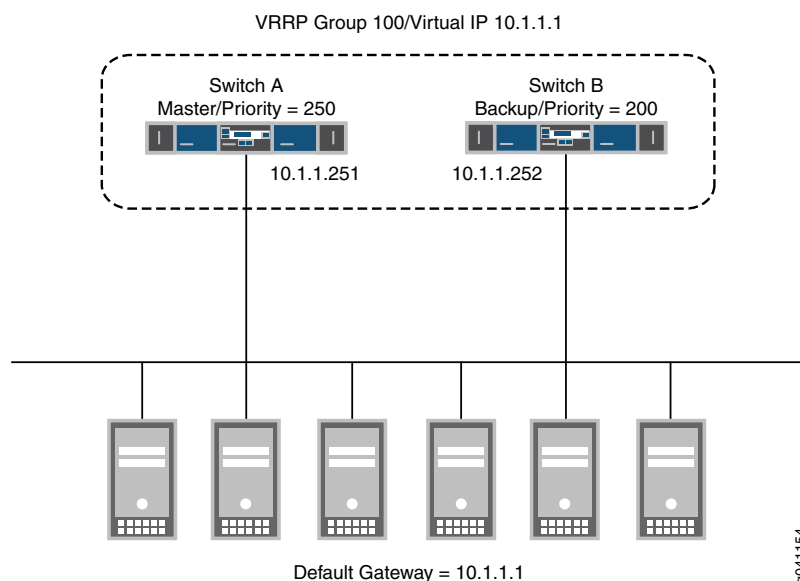 VRRP Group 100/Virtual IP 10.1.1.1
Switch A
Master/Priority = 250
Switch B
Backup/Priority = 200
10.1.1.251
10.1.1.252
Default Gateway = 10.1.1.1
g041154